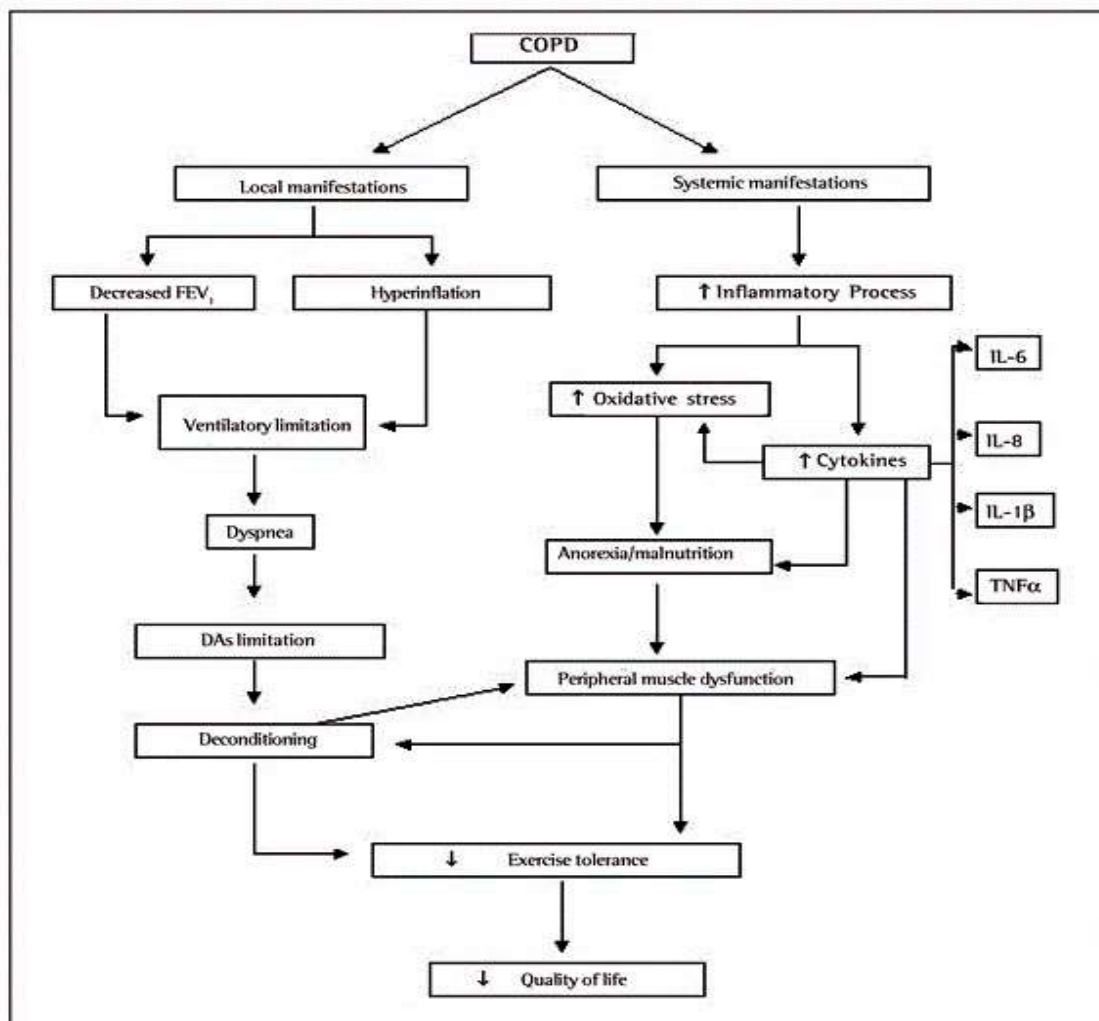 COPD
Local manifestations
Systemic manifestations
Decreased FEV₁
Hyperinflation
↑ Inflammatory Process
IL-6
↑ Oxidative stress
Ventilatory limitation
IL-8
↑ Cytokines
IL-1β
Dyspnea
Anorexia/malnutrition
TNFα
DAs limitation
Peripheral muscle dysfunction
Deconditioning
↓ Exercise tolerance
↓ Quality of life